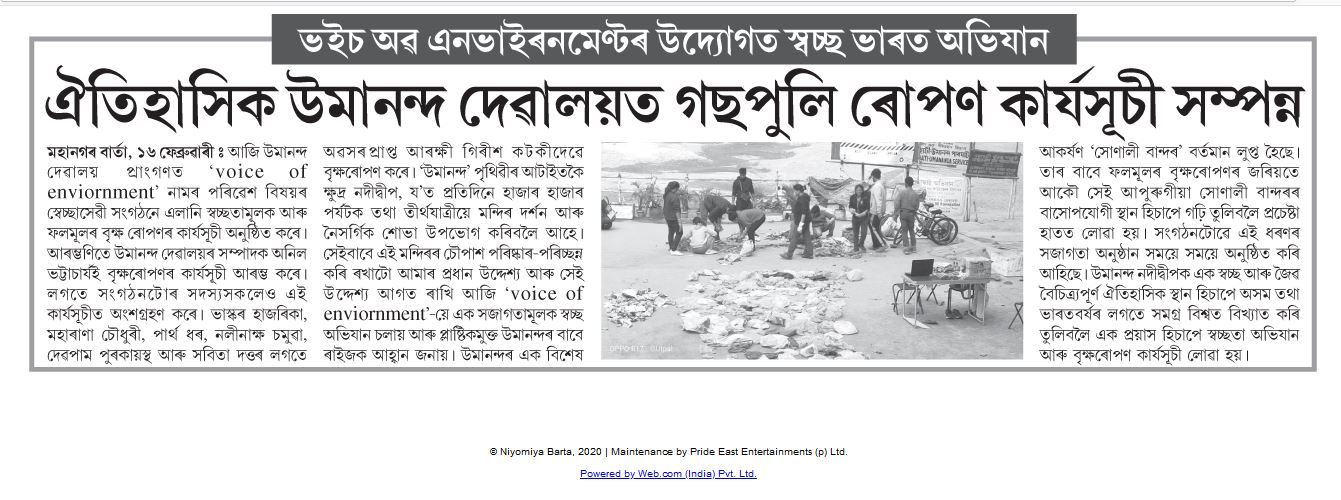 ভইচ অৱ এনভাইৰনমেণ্টৰ উদ্যোগত স্বচ্ছ ভাৰত অভিযান
ঐতিহাসিক উমানন্দ দেৱালয়ত গছপুলি ৰোপণ কাৰ্যসূচী সম্পন্ন
মহানগৰ বাৰ্তা, ১৬ ফেব্ৰুৱাৰী ঃ আজি উমানন্দ
দেৱালয় প্ৰাংগণত ‘voice of
enviornment’ নামৰ পৰিৱেশ বিষয়ৰ
স্বেচ্ছাসেৱী সংগঠনে এলানি স্বচ্ছতামূলক আৰু
ফলমূলৰ বৃক্ষ ৰোপণৰ কাৰ্যসূচী অনুষ্ঠিত কৰে।
আৰম্ভণিতে উমানন্দ দেৱালয়ৰ সম্পাদক অনিল
ভট্টাচাৰ্যই বৃক্ষৰোপণৰ কাৰ্যসূচী আৰম্ভ কৰে।
লগতে সংগঠনটোৰ সদস্যসকলেও এই
কাৰ্যসূচীত অংশগ্ৰহণ কৰে। ভাস্কৰ হাজৰিকা,
মহাৰাণা চৌধুৰী, পাৰ্থ ধৰ, নলীনাক্ষ চমুৱা,
দেৱপাম পুৰকায়স্থ আৰু সবিতা দত্তৰ লগতে
অৱসৰপ্ৰাপ্ত আৰক্ষী গিৰীশ কটকীদেৱে
বৃক্ষৰোপণ কৰে। ‘উমানন্দ’ পৃথিৱীৰ আটাইতকৈ
ক্ষুদ্ৰ নদীদ্বীপ, য’ত প্ৰতিদিনে হাজাৰ হাজাৰ
পৰ্যটক তথা তীৰ্থযাত্ৰীয়ে মন্দিৰ দৰ্শন আৰু
নৈসৰ্গিক শোভা উপভোগ কৰিবলৈ আহে।
সেইবাবে এই মন্দিৰৰ চৌপাশ পৰিষ্কাৰ-পৰিচ্ছন্ন
কৰি ৰখাটো আমাৰ প্ৰধান উদ্দেশ্য আৰু সেই
উদ্দেশ্য আগত ৰাখি আজি ‘voice of
enviornment’-য়ে এক সজাগতামূলক স্বচ্ছ
অভিযান চলায় আৰু প্লাষ্টিকমুক্ত উমানন্দৰ বাবে
ৰাইজক আহ্বান জনায়। উমানন্দৰ এক বিশেষ
OPPO R17 ©Utpal
আকৰ্ষণ ‘সোণালী বান্দৰ’ বৰ্তমান লুপ্ত হৈছে।
তাৰ বাবে ফলমূলৰ বৃক্ষৰোপণৰ জৰিয়তে
আকৌ সেই আপুৰুগীয়া সোণালী বান্দৰৰ
বাসোপযোগী স্থান হিচাপে গঢ়ি তুলিবলৈ প্ৰচেষ্টা
হাতত লোৱা হয়। সংগঠনটোৱে এই ধৰণৰ
সজাগতা অনুষ্ঠান সময়ে সময়ে অনুষ্ঠিত কৰি
আহিছে। উমানন্দ নদীদ্বীপক এক স্বচ্ছ আৰু জৈৱ
বৈচিত্ৰ্যপূৰ্ণ ঐতিহাসিক স্থান হিচাপে অসম তথা
ভাৰতবৰ্ষৰ লগতে সমগ্ৰ বিশ্বত বিখ্যাত কৰি
তুলিবলৈ এক প্ৰয়াস হিচাপে স্বচ্ছতা অভিযান
আৰু বৃক্ষৰোপণ কাৰ্যসূচী লোৱা হয়।
© Niyomiya Barta, 2020 | Maintenance by Pride East Entertainments (p) Ltd.
Powered by Web.com (India) Pvt. Ltd.